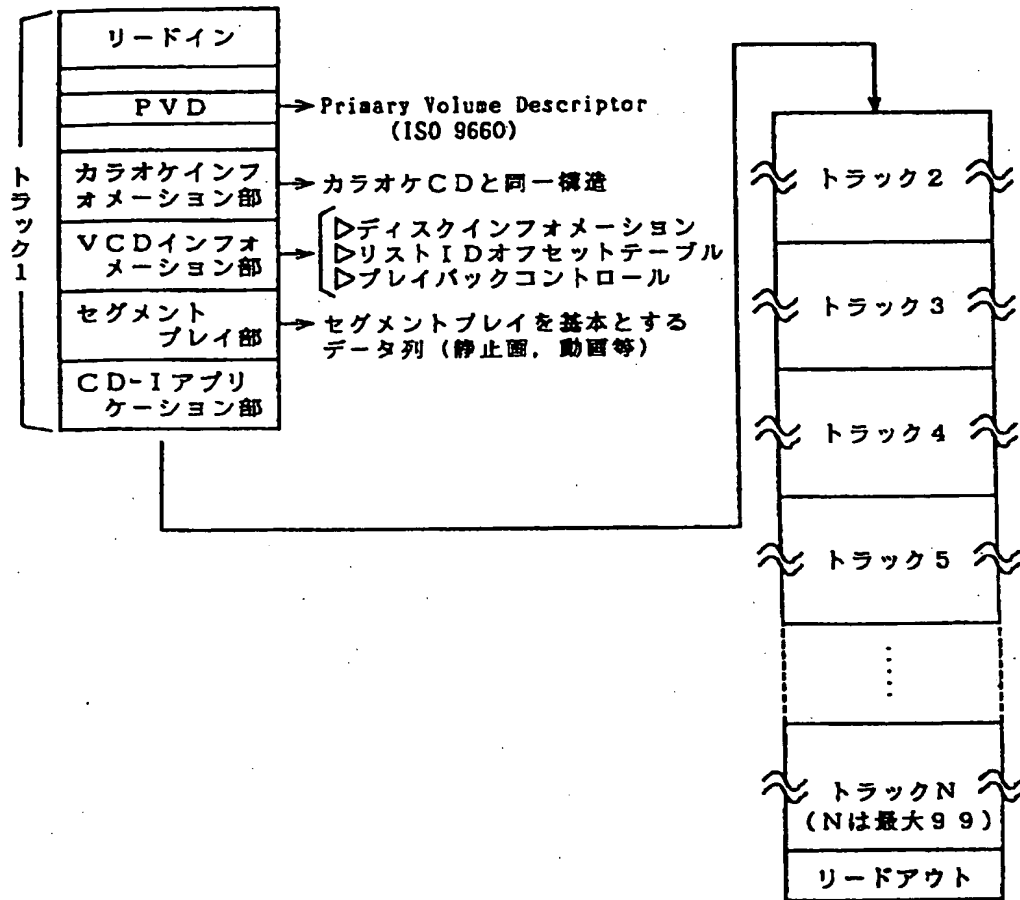 リードイン
PVD
Primary Volume Descriptor
(ISO 9660)
トラック1
カラオケインフ
ォメーション部
カラオケCDと同一構造
VCDインフォ
メーション部
▷ディスクインフォメーション
▷リストIDオフセットテーブル
▷プレイバックコントロール
セグメント
プレイ部
セグメントプレイを基本とする
データ列(静止画,動画等)
CD-Iアプリ
ケーション部
トラック2
トラック3
トラック4
トラック5
トラックN
(Nは最大99)
リードアウト